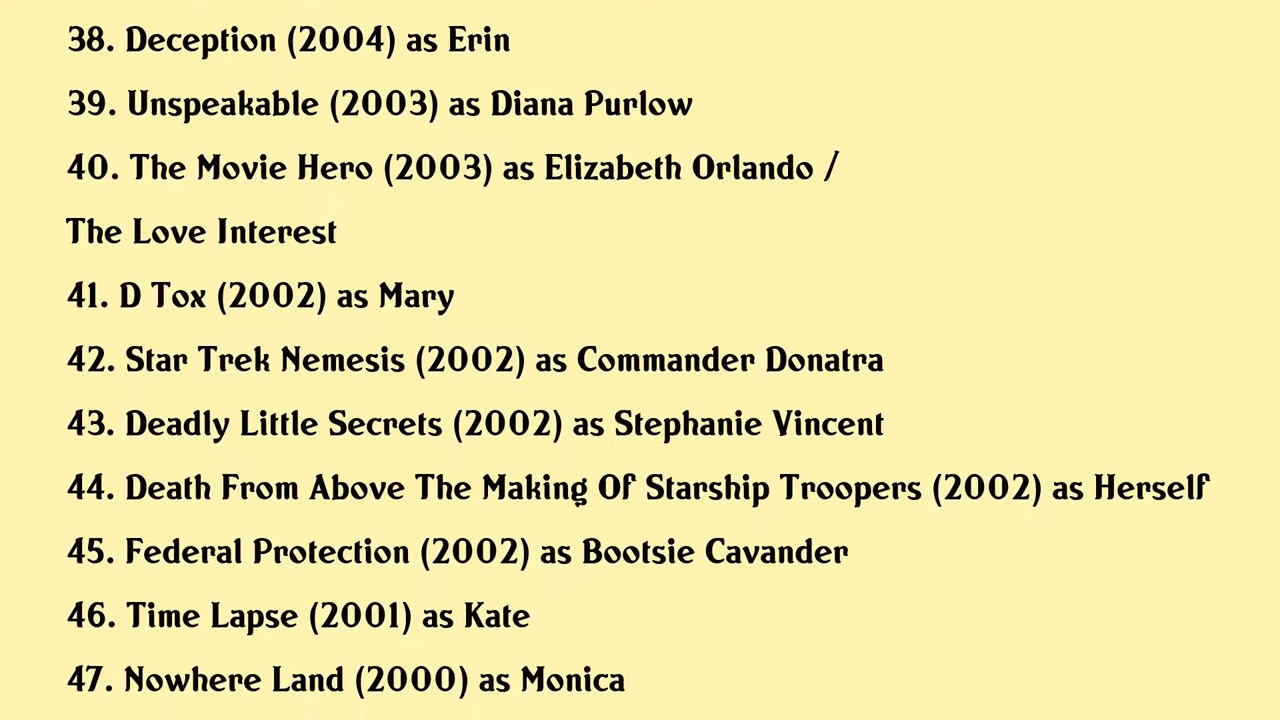 38. Deception (2004) as Erin
39. Unspeakable (2003) as Diana Purlow
40. The Movie Hero (2003) as Elizabeth Orlando /
The Love Interest
41. D Tox (2002) as Mary
42. Star Trek Nemesis (2002) as Commander Donatra
43. Deadly Little Secrets (2002) as Stephanie Vincent
44. Death From Above The Making Of Starship Troopers (2002) as Herself
45. Federal Protection (2002) as Bootsie Cavander
46. Time Lapse (2001) as Kate
47. Nowhere Land (2000) as Monica